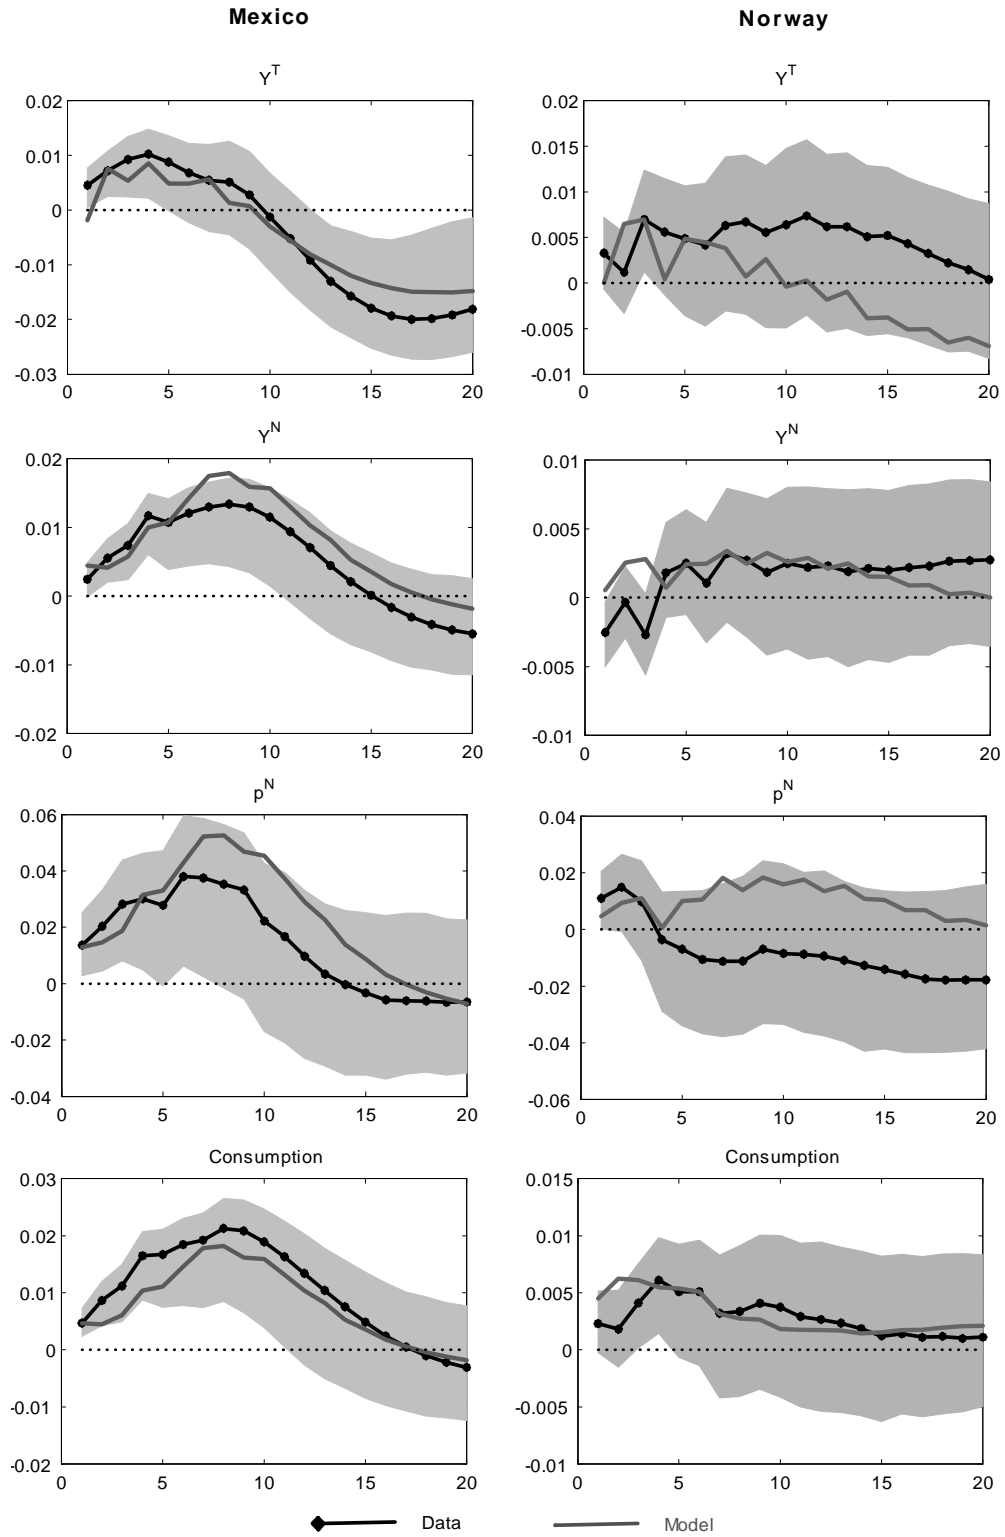 Mexico Norway
Y^T Y^T
0.02 0.02
0.01 0.015
0 0.01
-0.01 0.005
-0.02 0
-0.03 -0.005
-0.01
0 5 10 15 20 0 5 10 15 20
Y^N Y^N
0.02 0.01
0.01 0.005
0 0
-0.01 -0.005
-0.02 -0.01
0 5 10 15 20 0 5 10 15 20
p^N p^N
0.06 0.04
0.04 0.02
0.02 0
0 -0.02
-0.02 -0.04
-0.04 -0.06
0 5 10 15 20 0 5 10 15 20
Consumption Consumption
0.03 0.015
0.02 0.01
0.01 0.005
0 0
-0.01 -0.005
-0.02 -0.01
0 5 10 15 20 0 5 10 15 20
Data Model